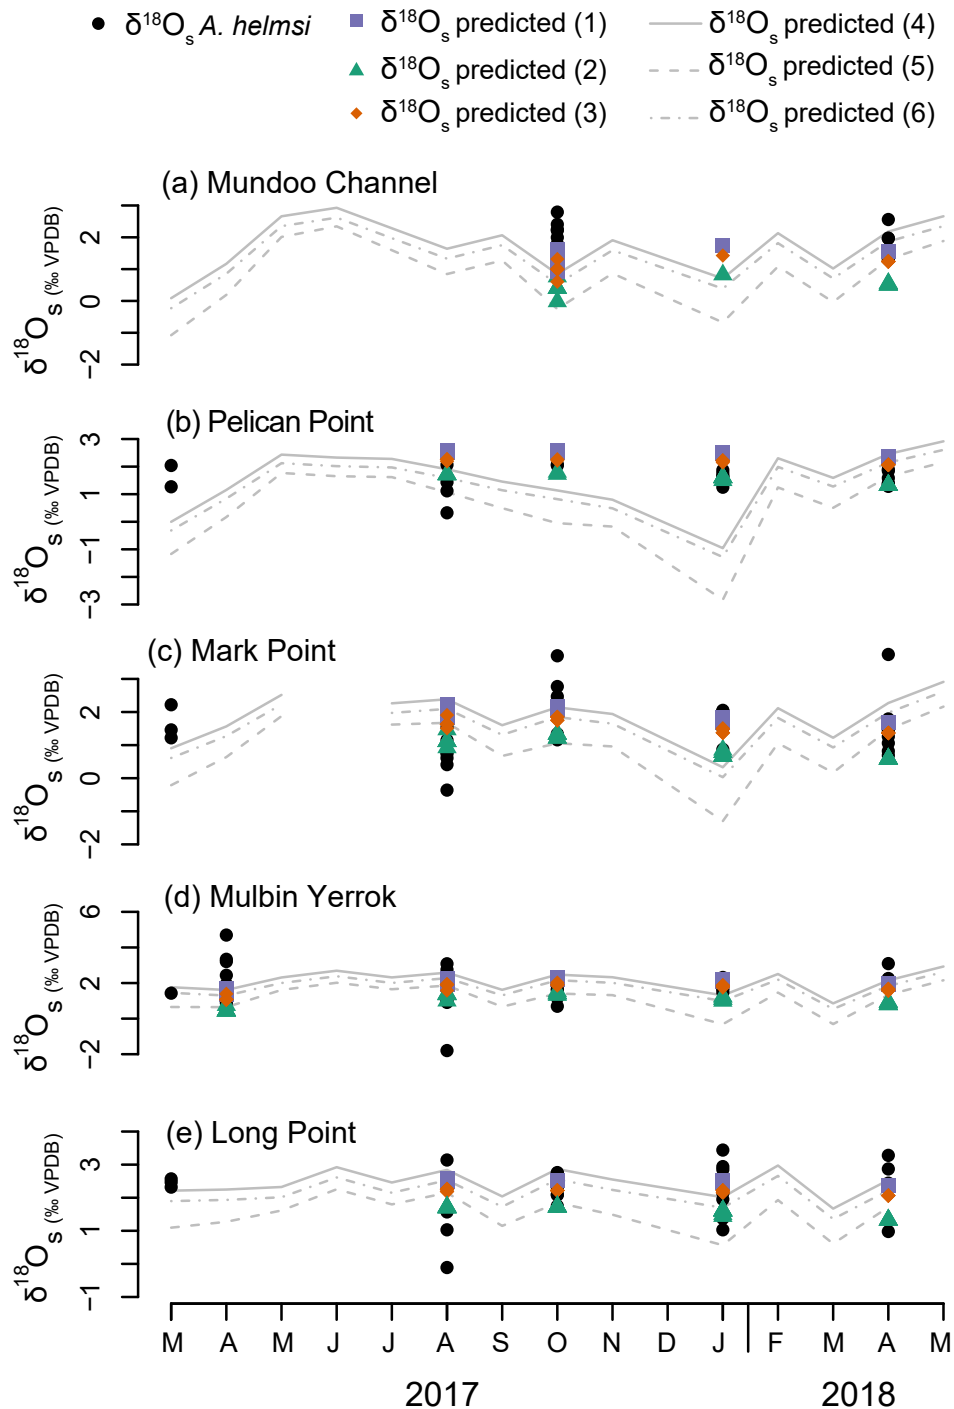 δ¹⁸Oₛ A. helmsi
δ¹⁸Oₛ predicted (1)
δ¹⁸Oₛ predicted (4)
δ¹⁸Oₛ predicted (2)
δ¹⁸Oₛ predicted (5)
δ¹⁸Oₛ predicted (3)
δ¹⁸Oₛ predicted (6)
(a) Mundoo Channel
δ¹⁸Oₛ (‰ VPDB)
2
0
−2
(b) Pelican Point
δ¹⁸Oₛ (‰ VPDB)
3
1
−1
−3
(c) Mark Point
δ¹⁸Oₛ (‰ VPDB)
2
0
−2
(d) Mulbin Yerrok
δ¹⁸Oₛ (‰ VPDB)
6
2
−2
(e) Long Point
δ¹⁸Oₛ (‰ VPDB)
3
1
−1
M A M J J A S O N D J F M A M
2017 2018